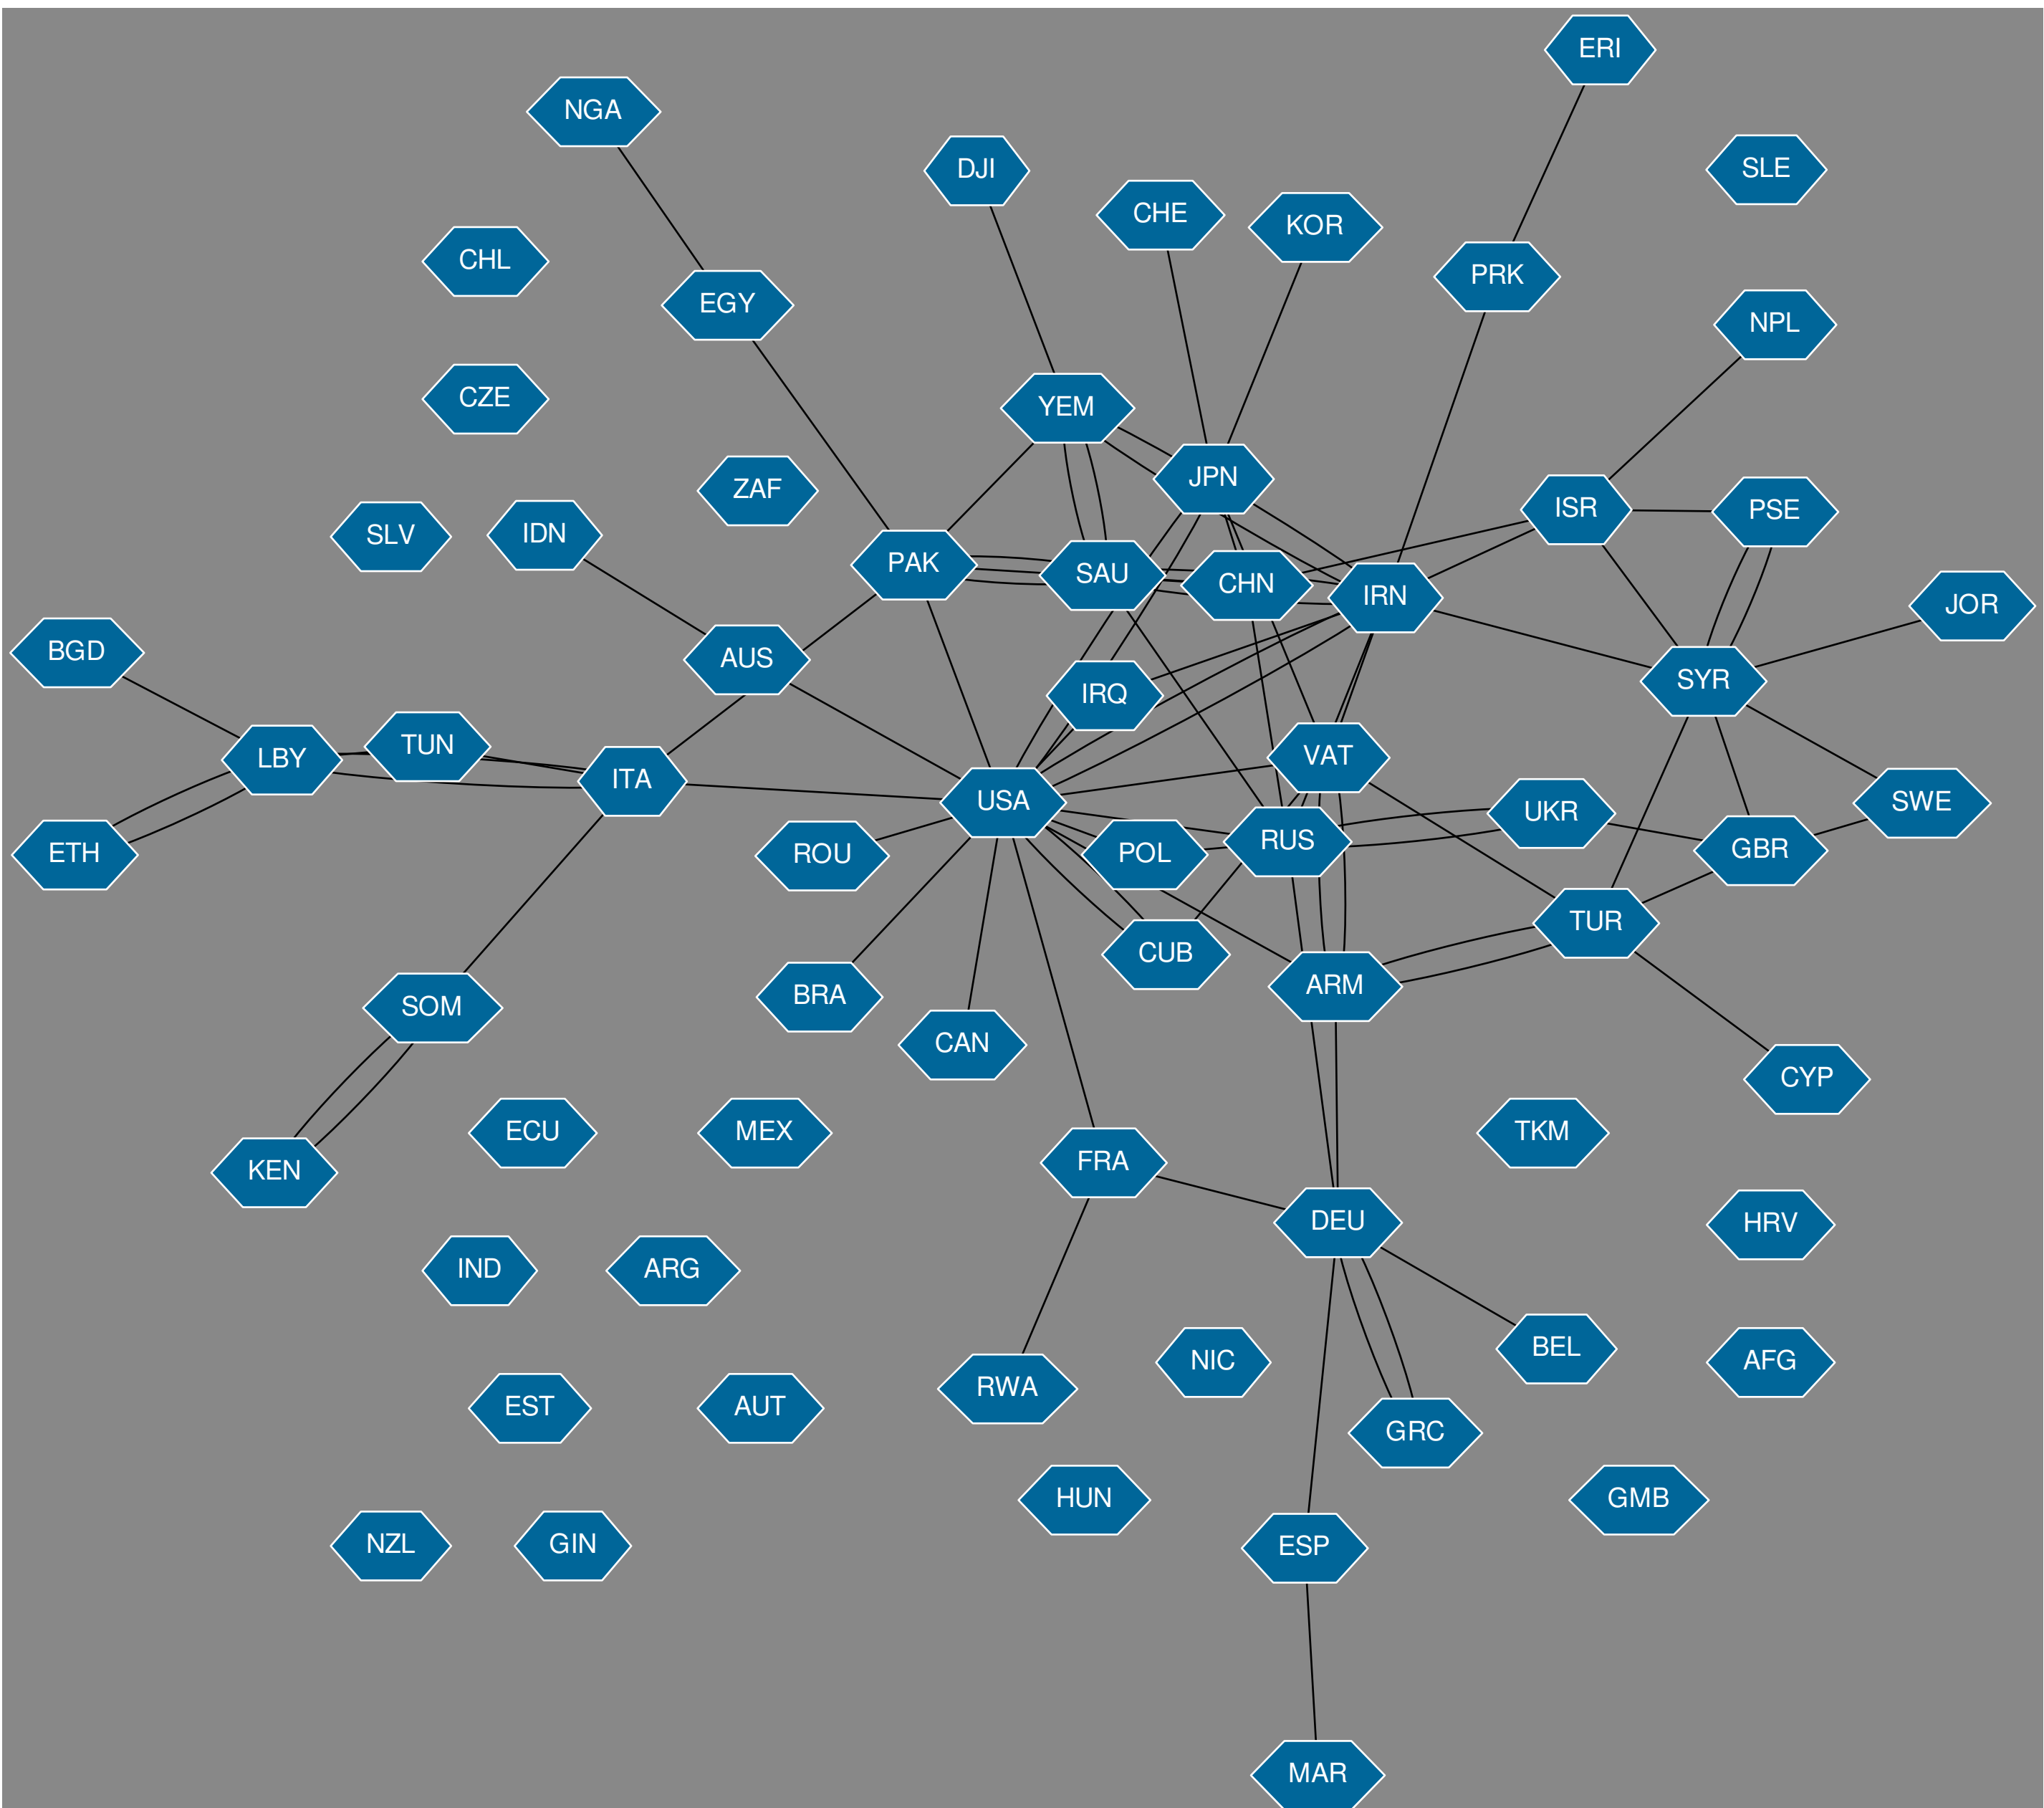 ERI
NGA
DJI
SLE
CHE
KOR
CHL
PRK
EGY
NPL
CZE
YEM
JPN
ZAF
ISR
PSE
SLV
IDN
PAK
SAU
CHN
IRN
JOR
BGD
AUS
IRQ
SYR
LBY
TUN
ITA
VAT
USA
SWE
UKR
ETH
ROU
POL
RUS
GBR
TUR
CUB
SOM
BRA
ARM
CAN
CYP
ECU
MEX
TKM
KEN
FRA
DEU
HRV
IND
ARG
NIC
BEL
AFG
RWA
EST
AUT
GRC
HUN
GMB
NZL
GIN
ESP
MAR